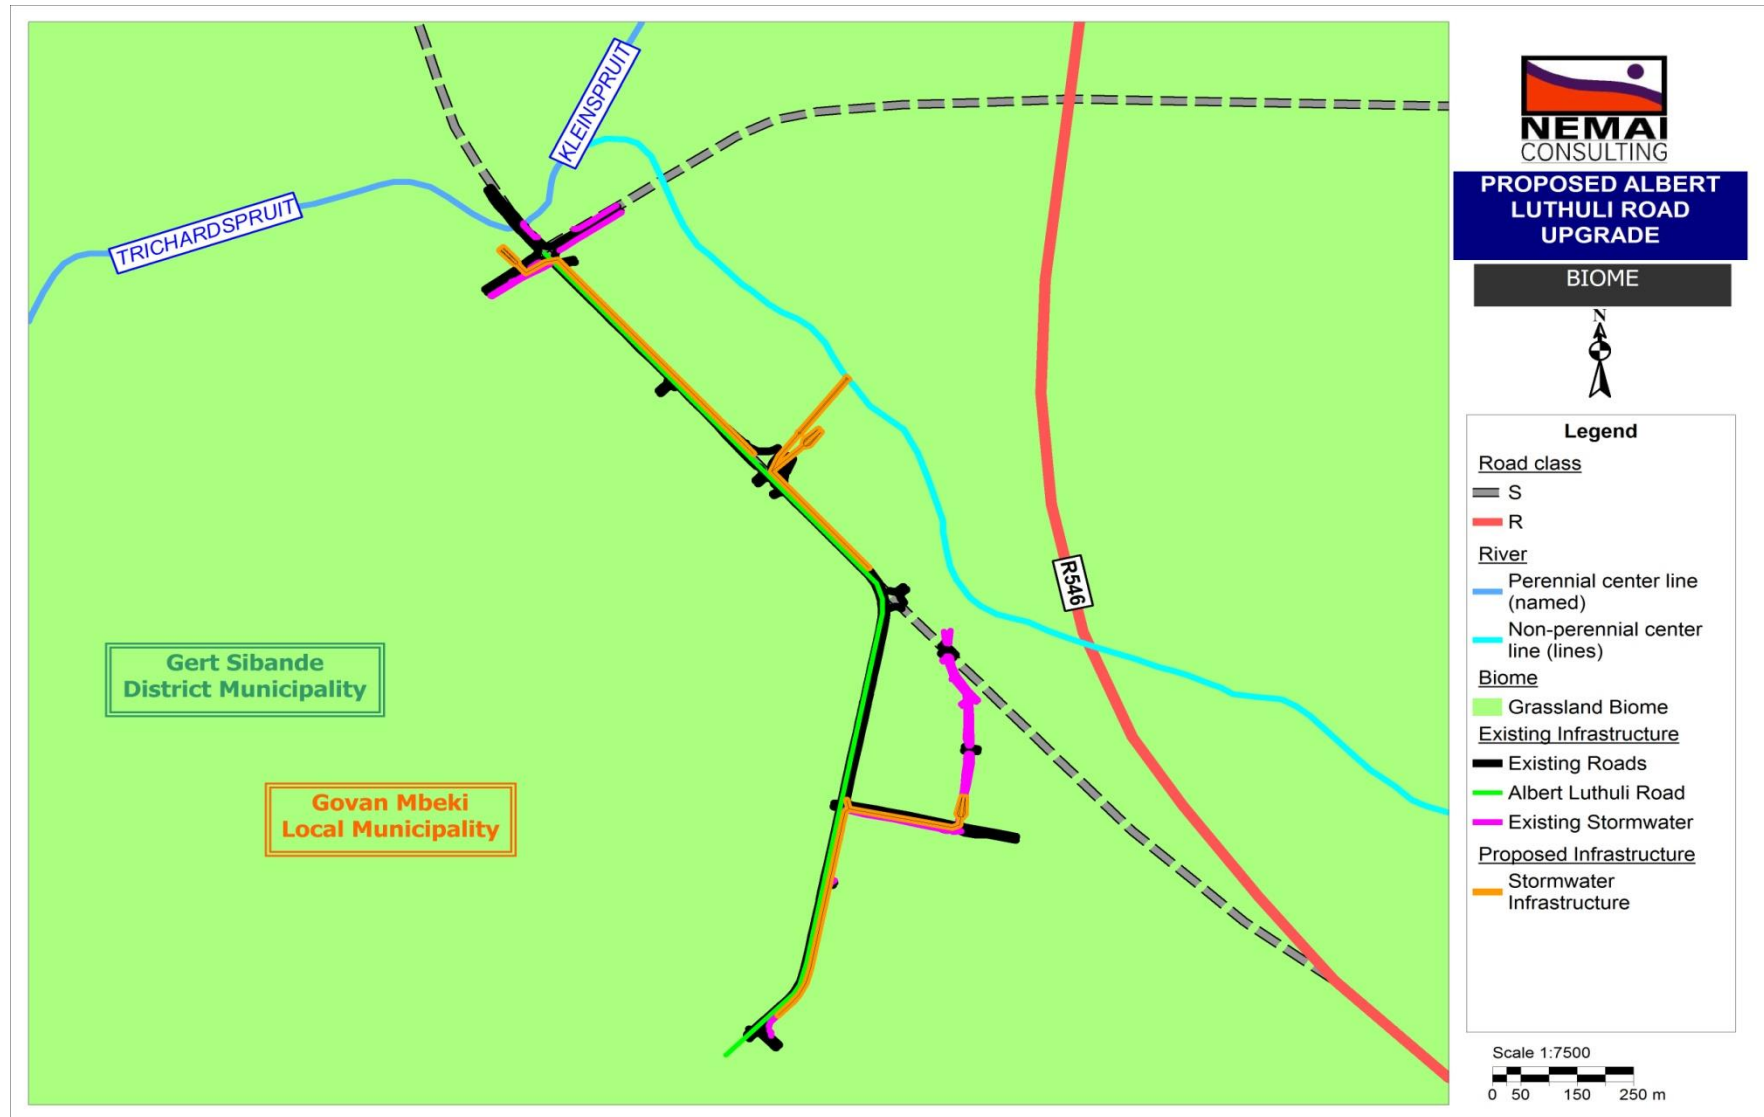 KLEINSPRUIT
TRICHARDSPRUIT
R546
Gert Sibande
District Municipality
Govan Mbeki
Local Municipality
NEMAI
CONSULTING
PROPOSED ALBERT
LUTHULI ROAD
UPGRADE
BIOME
N
Legend
Road class
S
R
River
Perennial center line
(named)
Non-perennial center
line (lines)
Biome
Grassland Biome
Existing Infrastructure
Existing Roads
Albert Luthuli Road
Existing Stormwater
Proposed Infrastructure
Stormwater
Infrastructure
Scale 1:7500
0 50 150 250 m